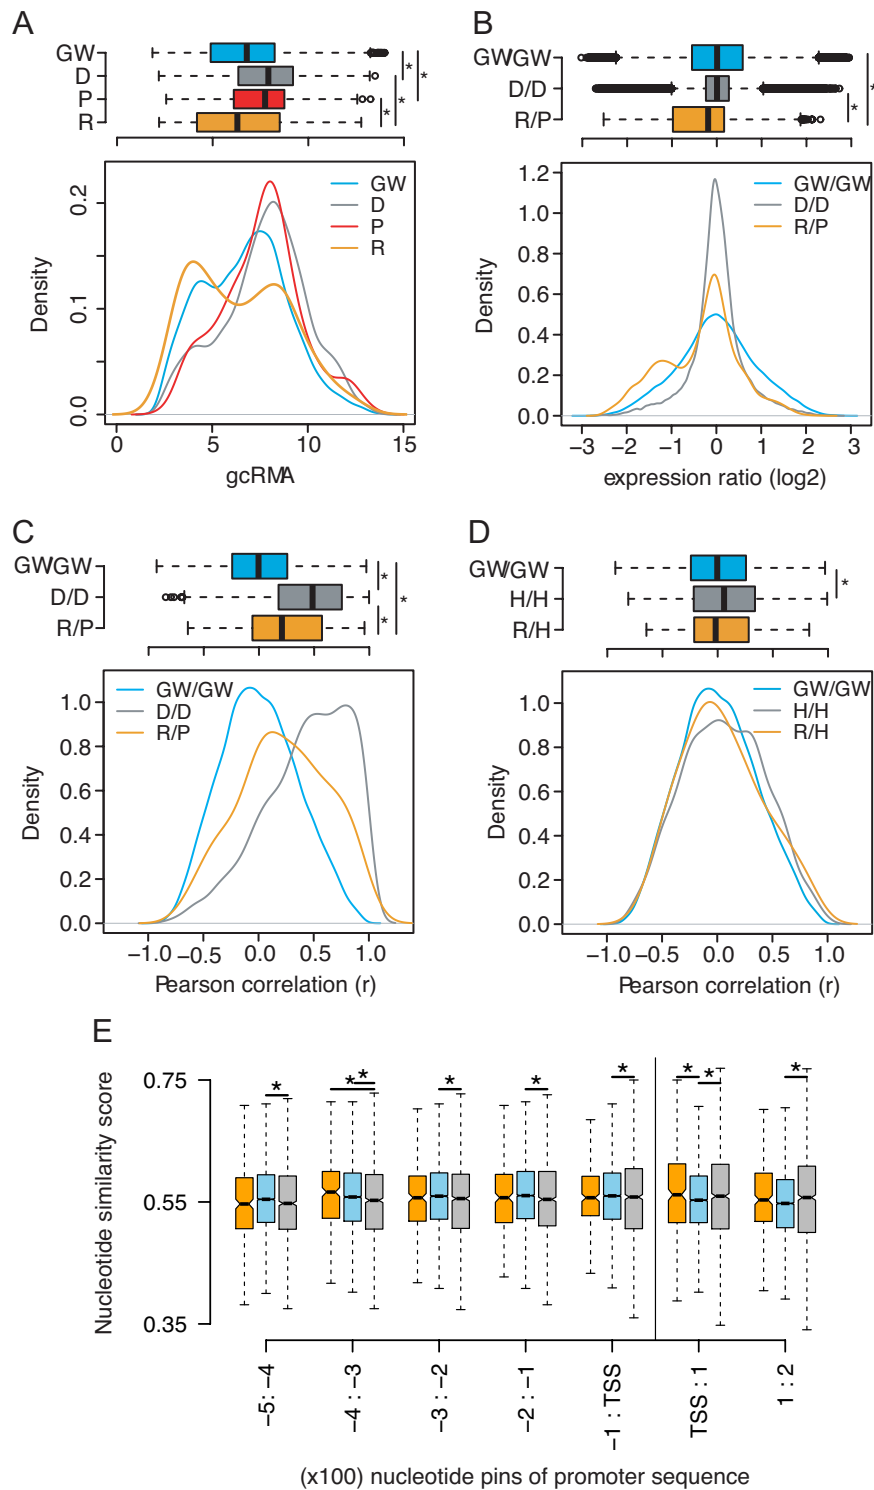 A
GW
D
P
R
*
*
*
*
Density
0.0
0.1
0.2
GW
D
P
R
0
5
10
15
gcRMA
B
GW/GW
D/D
R/P
*
*
Density
0.0
0.2
0.4
0.6
0.8
1.0
1.2
GW/GW
D/D
R/P
−3
−2
−1
0
1
2
3
expression ratio (log2)
C
GW/GW
D/D
R/P
*
*
*
Density
0.0
0.2
0.4
0.6
0.8
1.0
GW/GW
D/D
R/P
−1.0
−0.5
0.0
0.5
1.0
Pearson correlation (r)
D
GW/GW
H/H
R/H
*
Density
0.0
0.2
0.4
0.6
0.8
1.0
GW/GW
H/H
R/H
−1.0
−0.5
0.0
0.5
1.0
Pearson correlation (r)
E
Nucleotide similarity score
0.75
0.55
0.35
*
*
*
*
*
*
*
*
*
−5: −4
−4 : −3
−3 : −2
−2 : −1
−1 : TSS
TSS : 1
1 : 2
(x100) nucleotide pins of promoter sequence